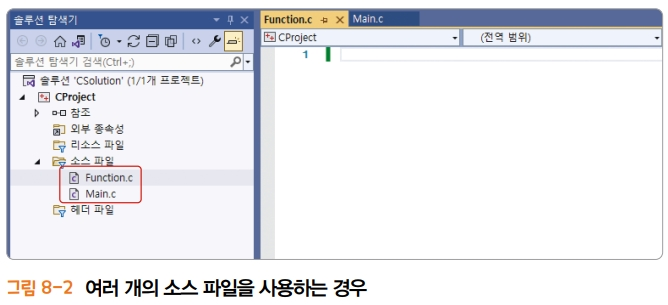 솔루션 탐색기
솔루션 탐색기 검색(Ctrl+;)
솔루션 'CSolution' (1/1개 프로젝트)
CProject
참조
외부 종속성
리소스 파일
소스 파일
Function.c
Main.c
헤더 파일
Function.c Main.c
CProject (전역 범위)
1
그림 8-2 여러 개의 소스 파일을 사용하는 경우